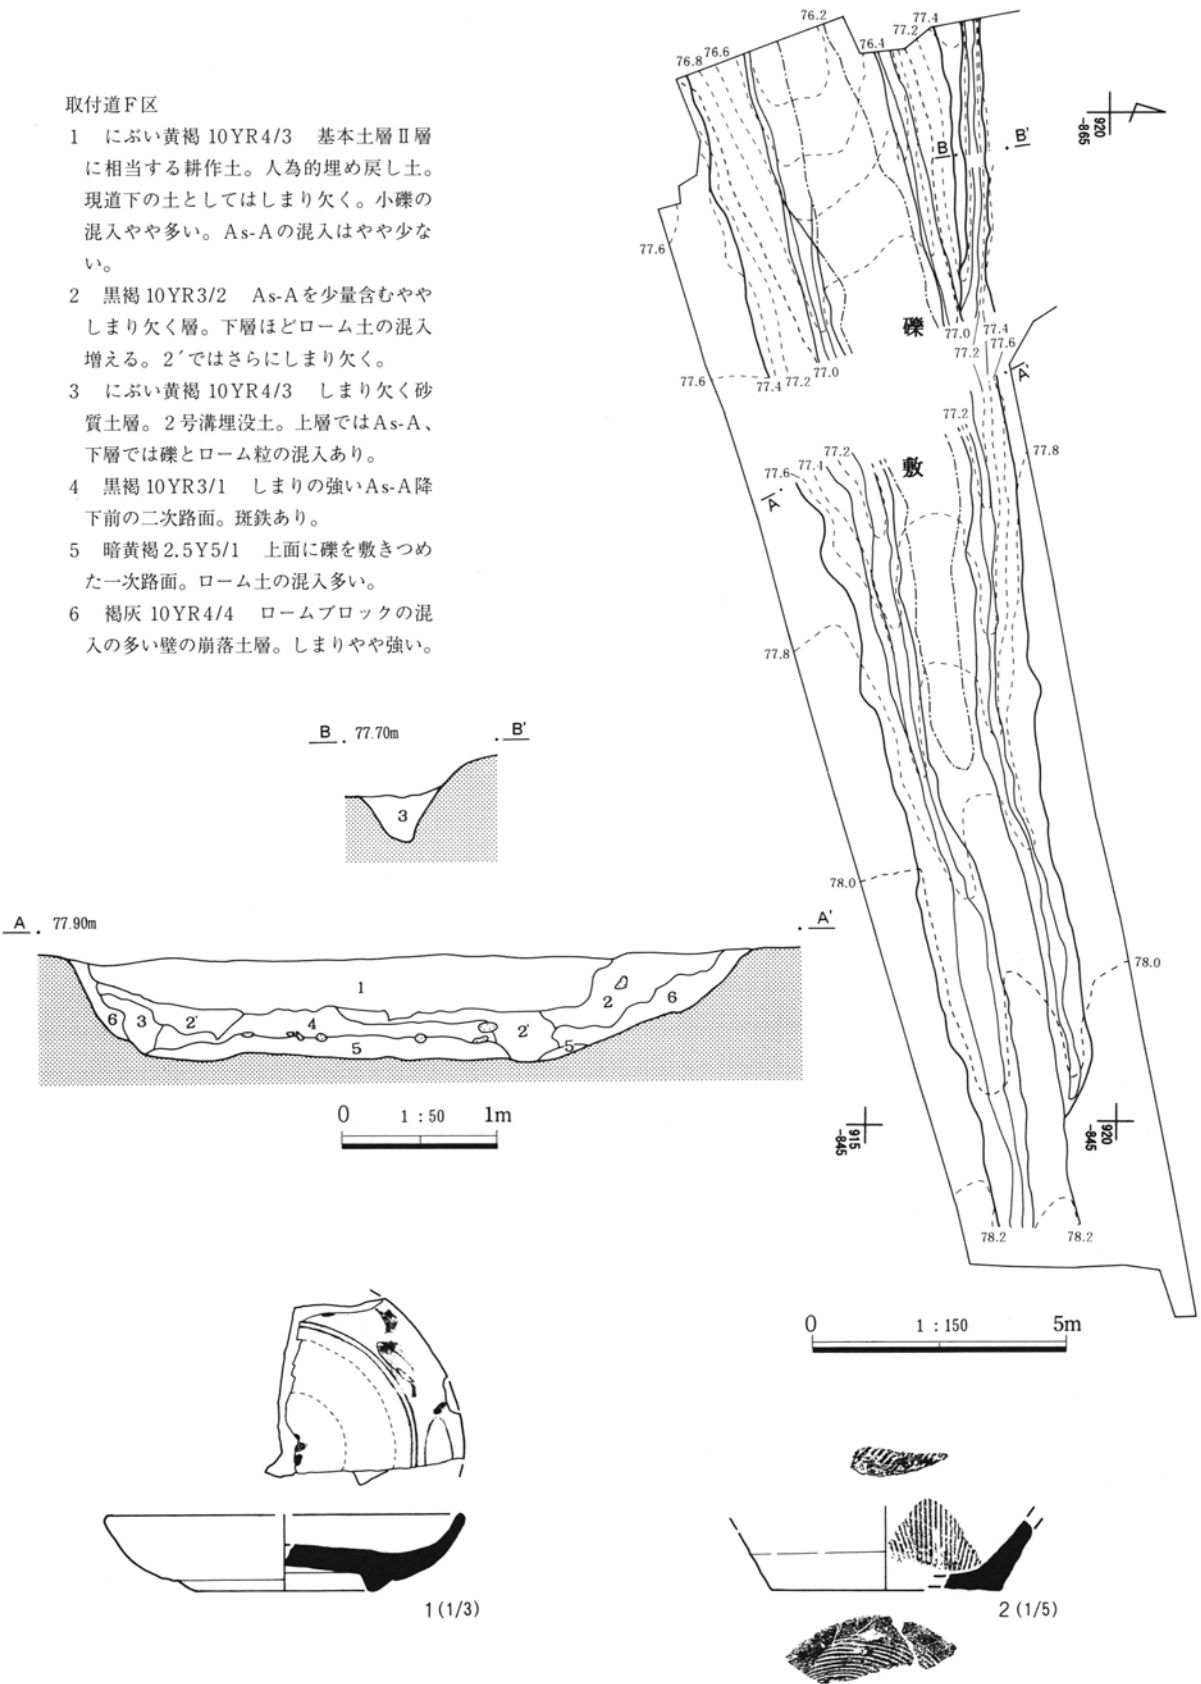 取付道F区
1 にぶい黄褐 10YR4/3 基本土層Ⅱ層
に相当する耕作土。人為的埋め戻し土。
現道下の土としてはしまり欠く。小礫の
混入やや多い。As-Aの混入はやや少な
い。
2 黒褐 10YR3/2 As-Aを少量含むやや
しまり欠く層。下層ほどローム土の混入
増える。2´ではさらにしまり欠く。
3 にぶい黄褐 10YR4/3 しまり欠く砂
質土層。2号溝埋没土。上層ではAs-A、
下層では礫とローム粒の混入あり。
4 黒褐 10YR3/1 しまりの強いAs-A降
下前の二次路面。斑鉄あり。
5 暗黄褐 2.5Y5/1 上面に礫を敷きつめ
た一次路面。ローム土の混入多い。
6 褐灰 10YR4/4 ロームブロックの混
入の多い壁の崩落土層。しまりやや強い。
76.2
77.4
77.2
76.4
76.6
76.8
920
-865
B
B'
77.6
礫
77.0
77.4
77.2
77.6
A'
77.6
77.4
77.2
77.0
77.2
77.8
敷
77.6
77.4
77.2
A
77.8
78.0
78.0
915
-845
920
-845
78.2
78.2
B
77.70m
B'
3
A
77.90m
A'
1
2
6
6
3
2'
4
2'
5
5
0
1:50
1m
0
1:150
5m
1(1/3)
2(1/5)